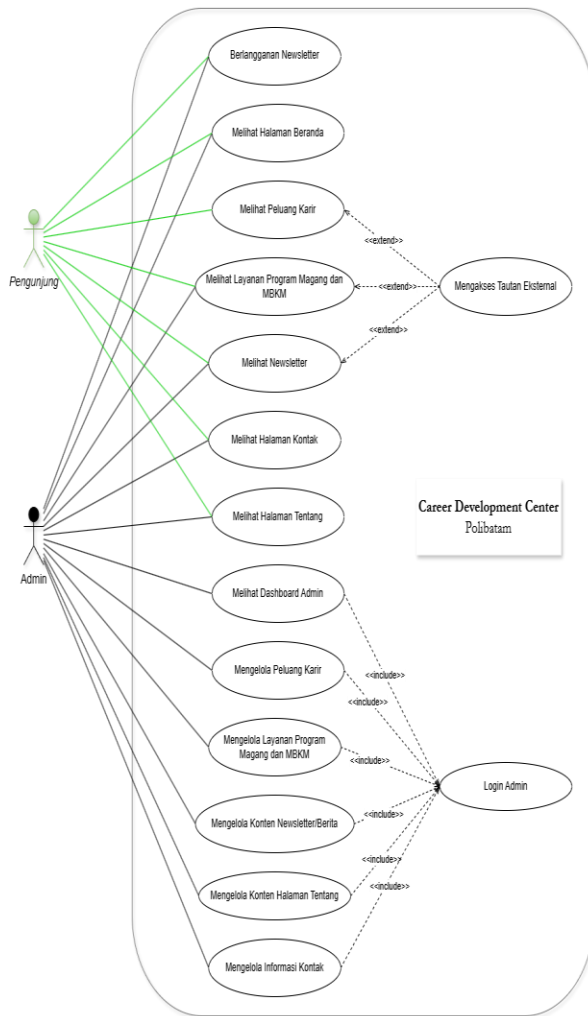 Berlangganan Newsletter
Melihat Halaman Beranda
Melihat Peluang Karir
<<extend>>
Pengunjung
Melihat Layanan Program Magang dan
MBKM
<<extend>>
Mengakses Tautan Eksternal
<<extend>>
Melihat Newsletter
Melihat Halaman Kontak
Career Development Center
Polibatam
Melihat Halaman Tentang
Admin
Melihat Dashboard Admin
Mengelola Peluang Karir
<<include>>
<<include>>
Mengelola Layanan Program
Magang dan MBKM
<<include>>
Login Admin
Mengelola Konten Newsletter/Berita
<<include>>
<<include>>
Mengelola Konten Halaman Tentang
<<include>>
Mengelola Informasi Kontak